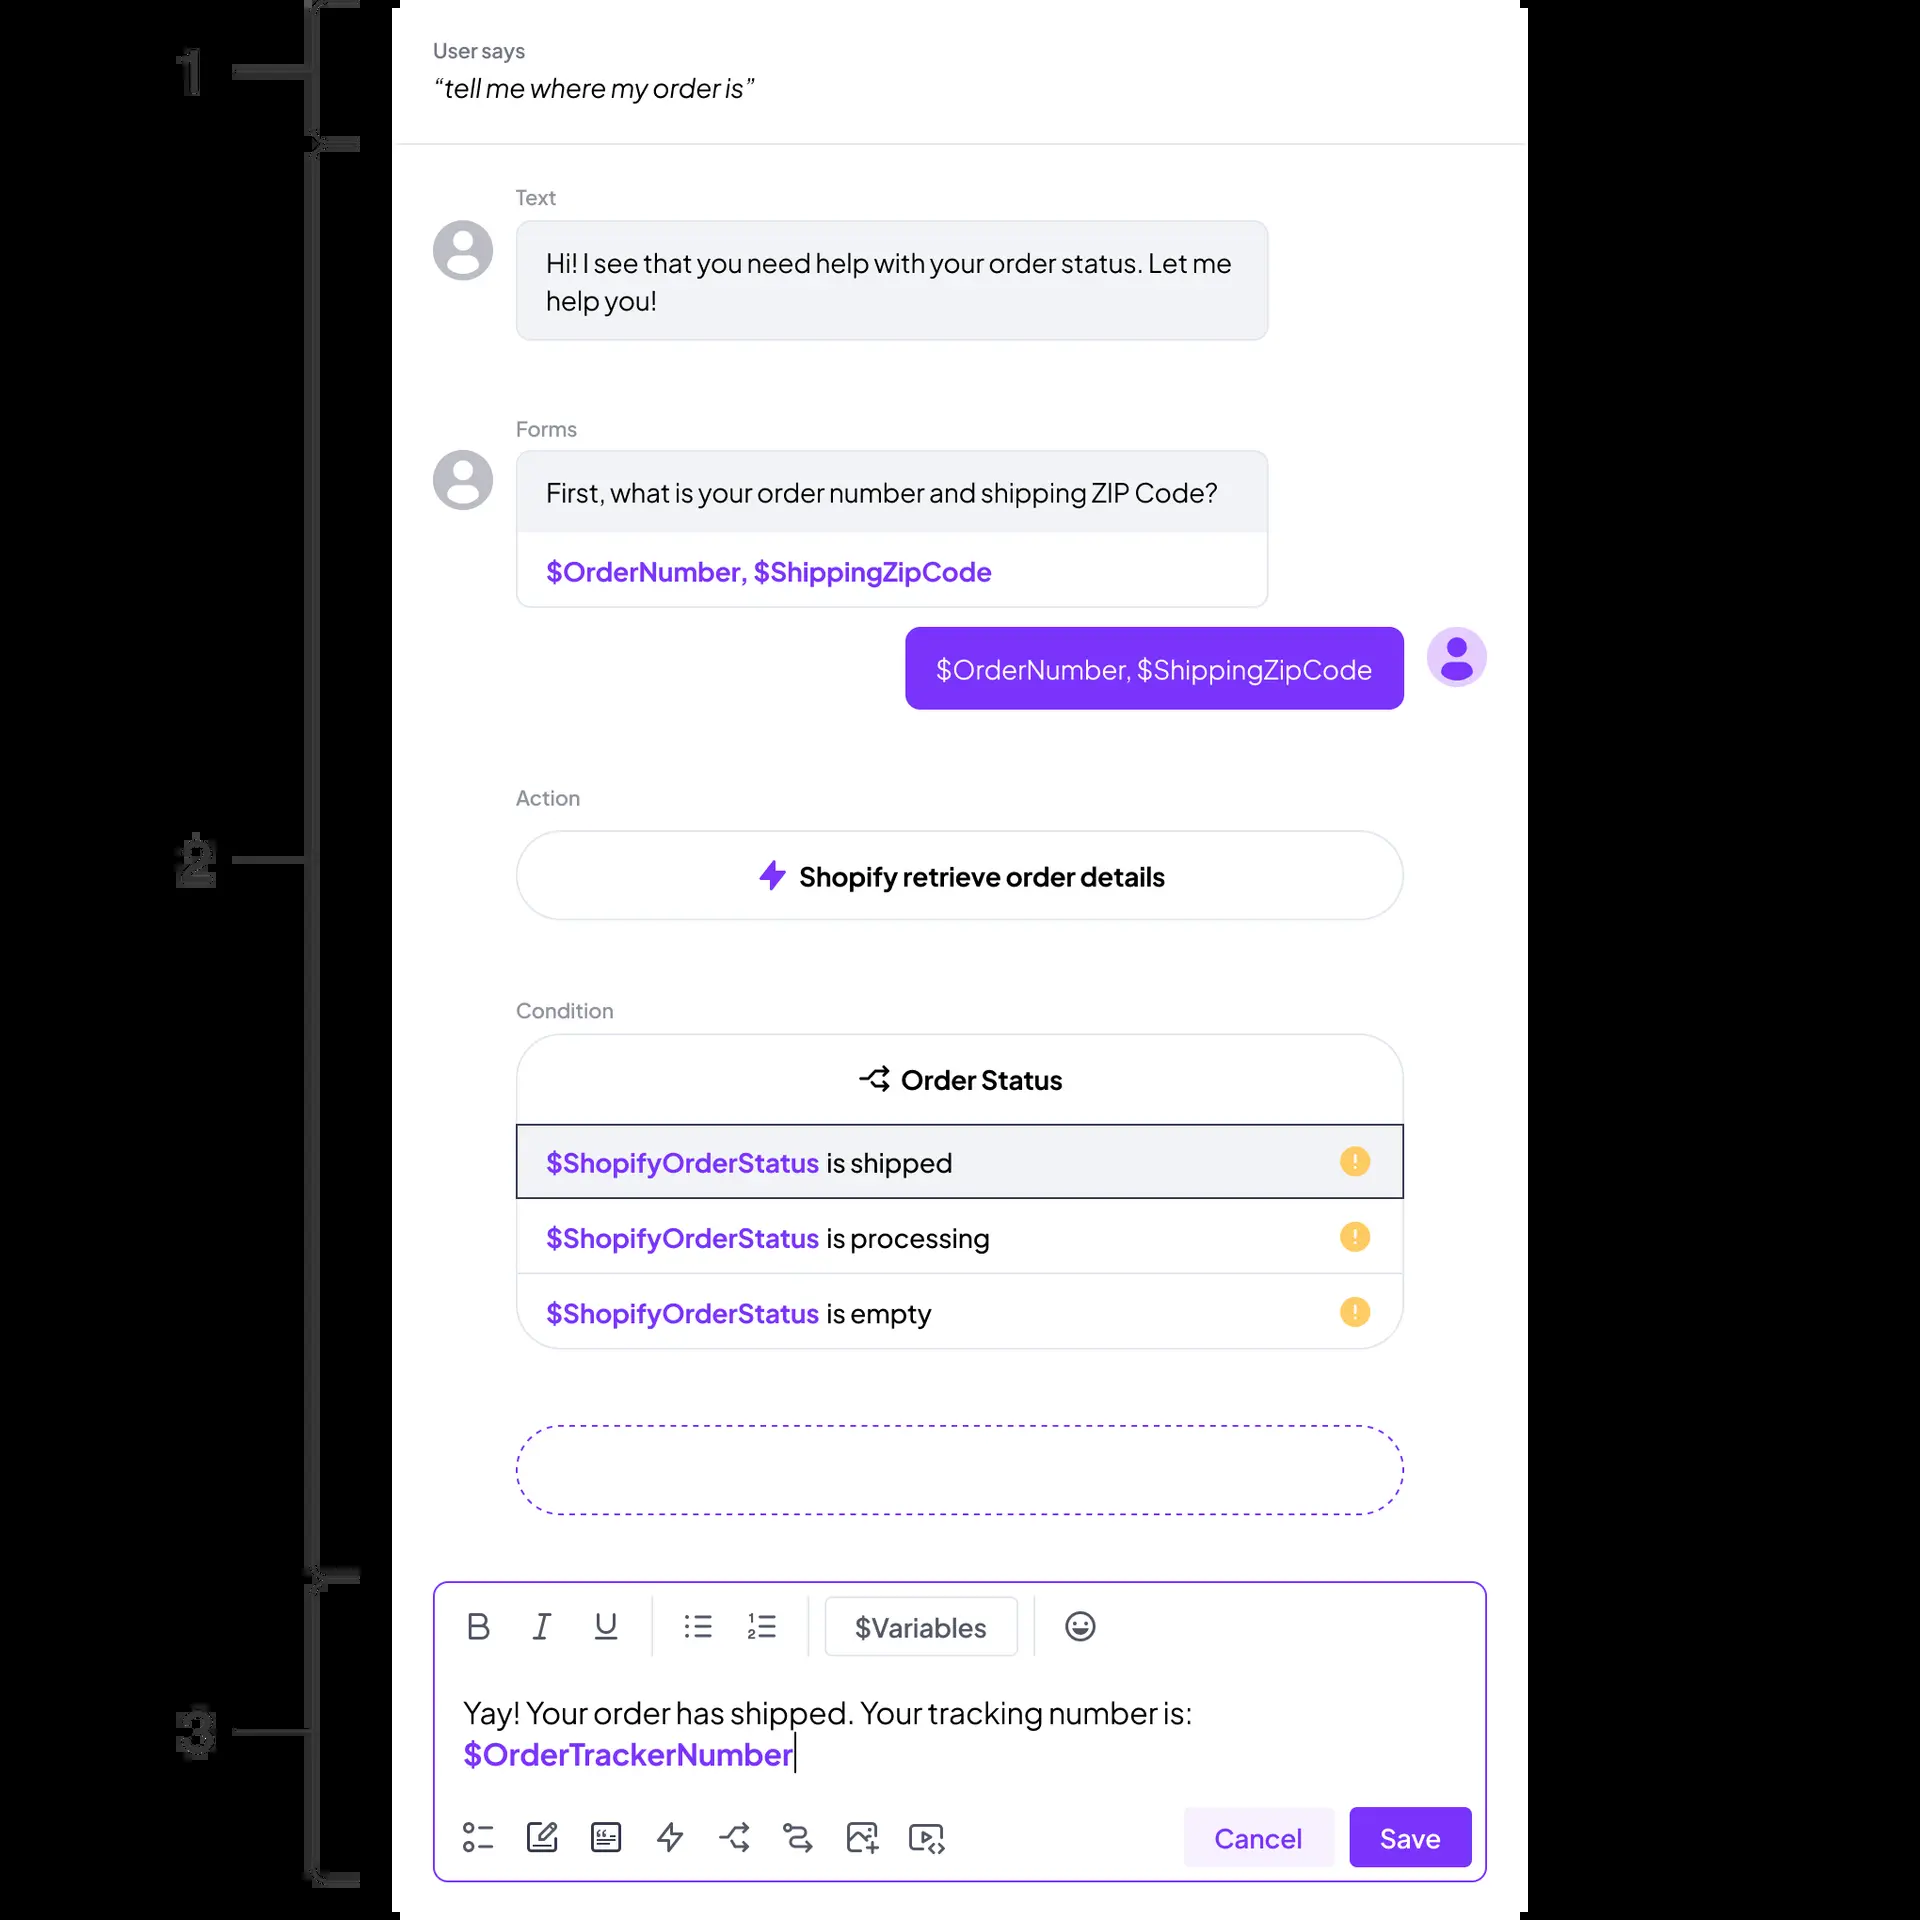 1
User says
“tell me where my order is”
Text
Hi! I see that you need help with your order status. Let me
help you!
Forms
First, what is your order number and shipping ZIP Code?
$OrderNumber, $ShippingZipCode
$OrderNumber, $ShippingZipCode
2
Action
Shopify retrieve order details
Condition
Order Status
$ShopifyOrderStatus is shipped
$ShopifyOrderStatus is processing
$ShopifyOrderStatus is empty
3
B I U $Variables
Yay! Your order has shipped. Your tracking number is:
$OrderTrackerNumber
Cancel Save